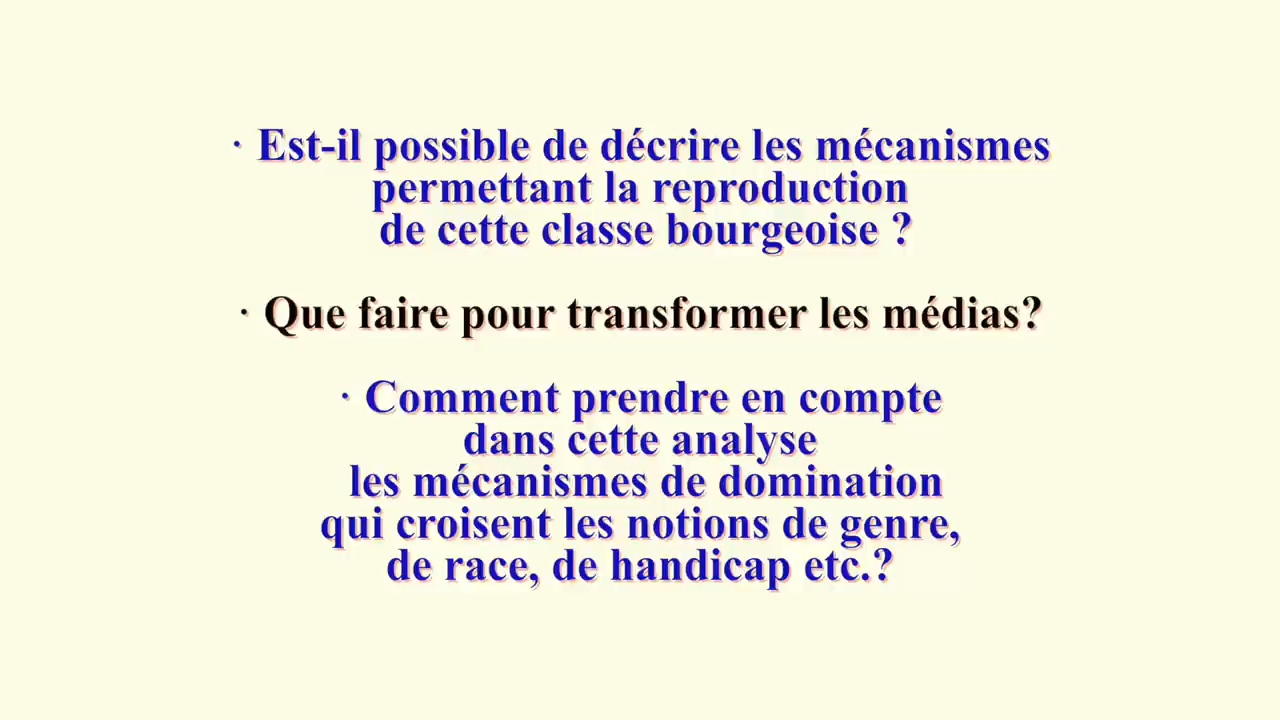 · Est-il possible de décrire les mécanismes
permettant la reproduction
de cette classe bourgeoise ?
· Que faire pour transformer les médias?
· Comment prendre en compte
dans cette analyse
les mécanismes de domination
qui croisent les notions de genre,
de race, de handicap etc.?